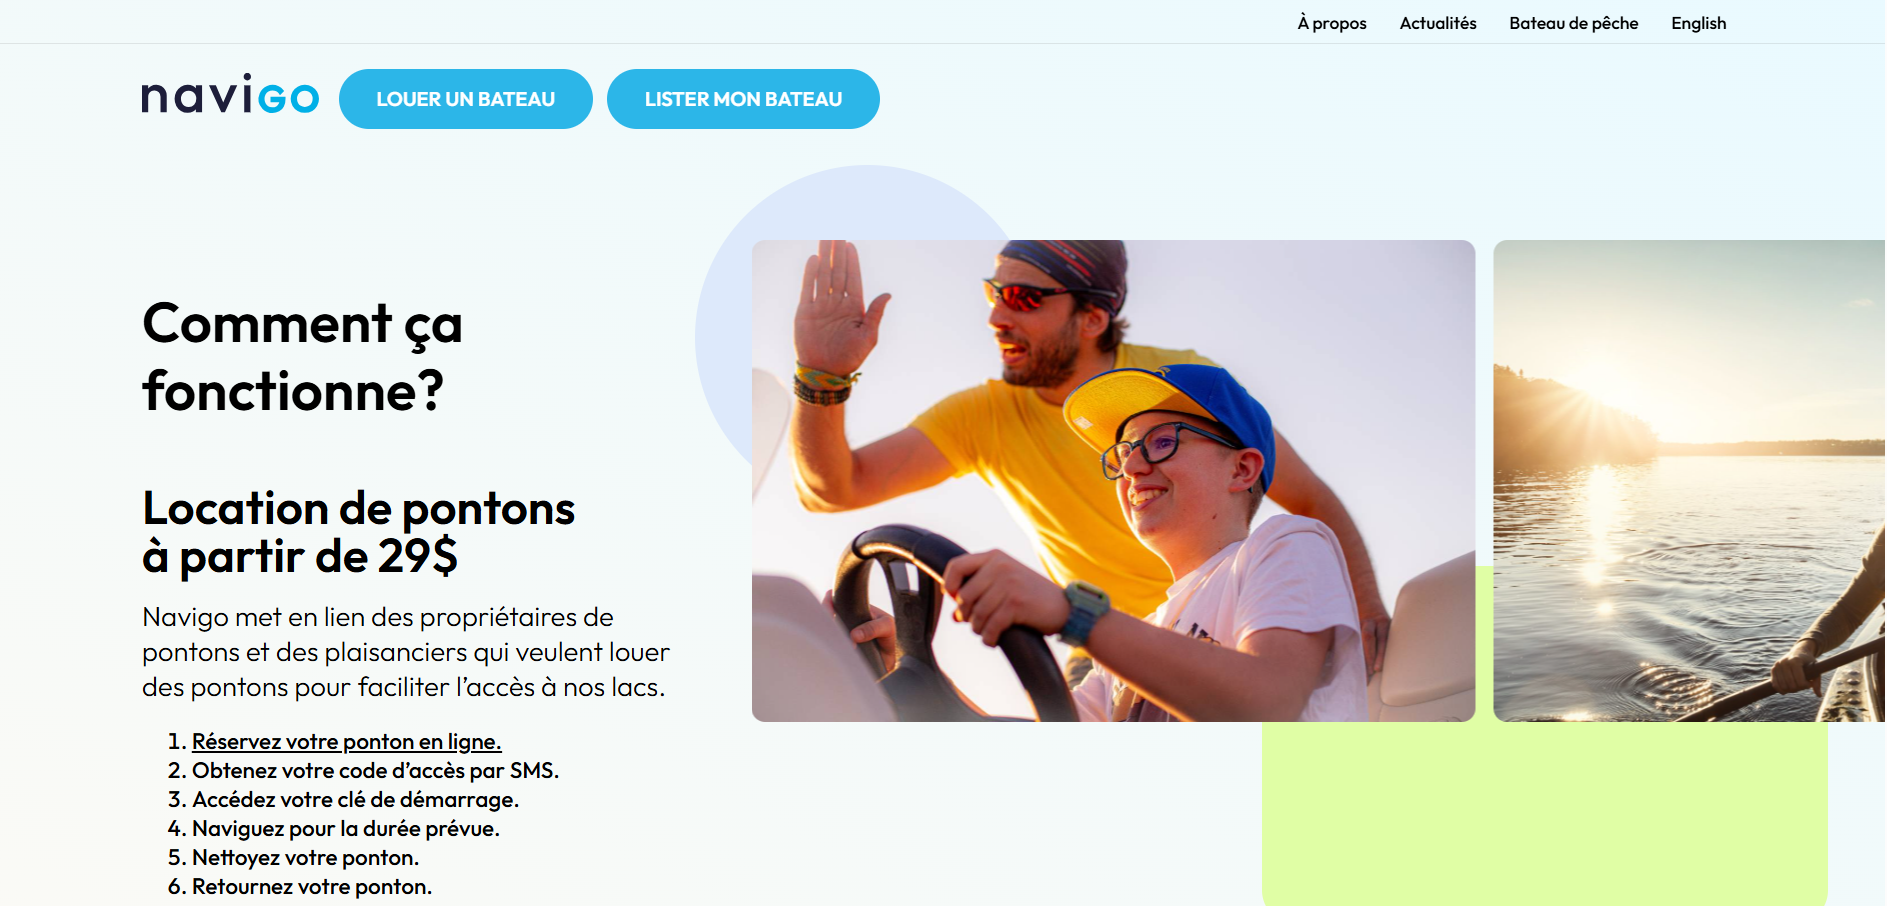 À propos Actualités Bateau de pêche English
navigo LOUER UN BATEAU LISTER MON BATEAU
Comment ça
fonctionne?
Location de pontons
à partir de 29$
Navigo met en lien des propriétaires de
pontons et des plaisanciers qui veulent louer
des pontons pour faciliter l’accès à nos lacs.
1. Réservez votre ponton en ligne.
2. Obtenez votre code d’accès par SMS.
3. Accédez votre clé de démarrage.
4. Naviguez pour la durée prévue.
5. Nettoyez votre ponton.
6. Retournez votre ponton.